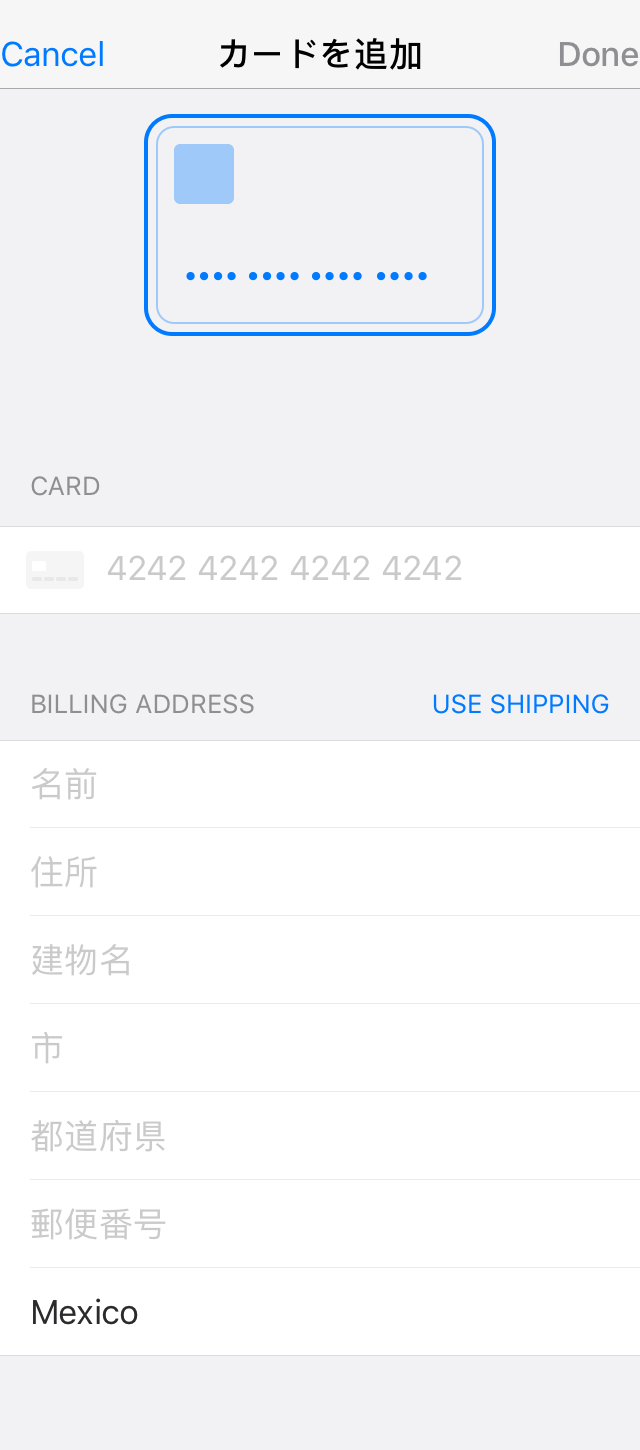 Cancel カードを追加 Done
•••• •••• •••• ••••
CARD
4242 4242 4242 4242
BILLING ADDRESS USE SHIPPING
名前
住所
建物名
市
都道府県
郵便番号
Mexico